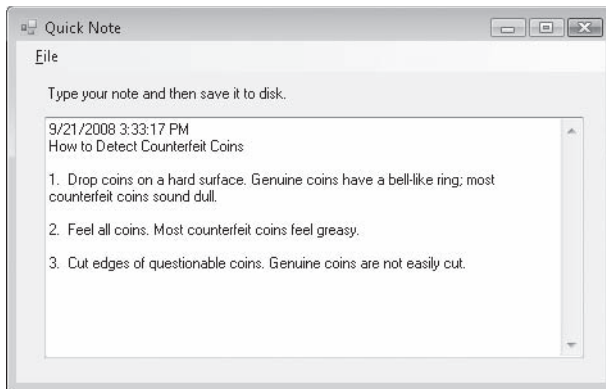 Quick Note
File
Type your note and then save it to disk.
9/21/2008 3:33:17 PM
How to Detect Counterfeit Coins
1. Drop coins on a hard surface. Genuine coins have a bell-like ring; most
counterfeit coins sound dull.
2. Feel all coins. Most counterfeit coins feel greasy.
3. Cut edges of questionable coins. Genuine coins are not easily cut.